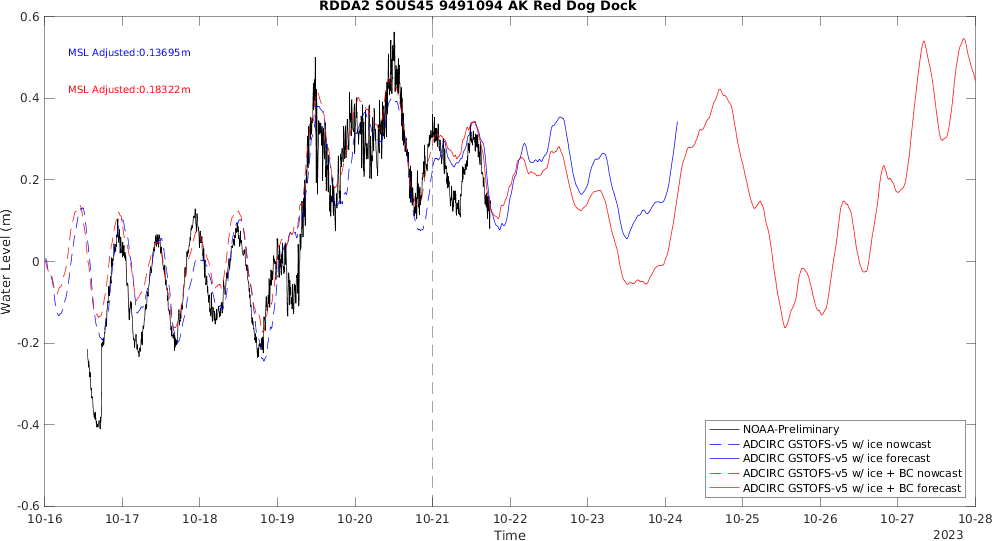 RDDA2 SOUS45 9491094 AK Red Dog Dock
0.6
MSL Adjusted:0.13695m
MSL Adjusted:0.18322m
0.4
0.2
0
-0.2
-0.4
-0.6
Water Level (m)
NOAA-Preliminary
ADCIRC GSTOFS-v5 w/ ice nowcast
ADCIRC GSTOFS-v5 w/ ice forecast
ADCIRC GSTOFS-v5 w/ ice + BC nowcast
ADCIRC GSTOFS-v5 w/ ice + BC forecast
10-16 10-17 10-18 10-19 10-20 10-21 10-22 10-23 10-24 10-25 10-26 10-27 10-28
Time
2023